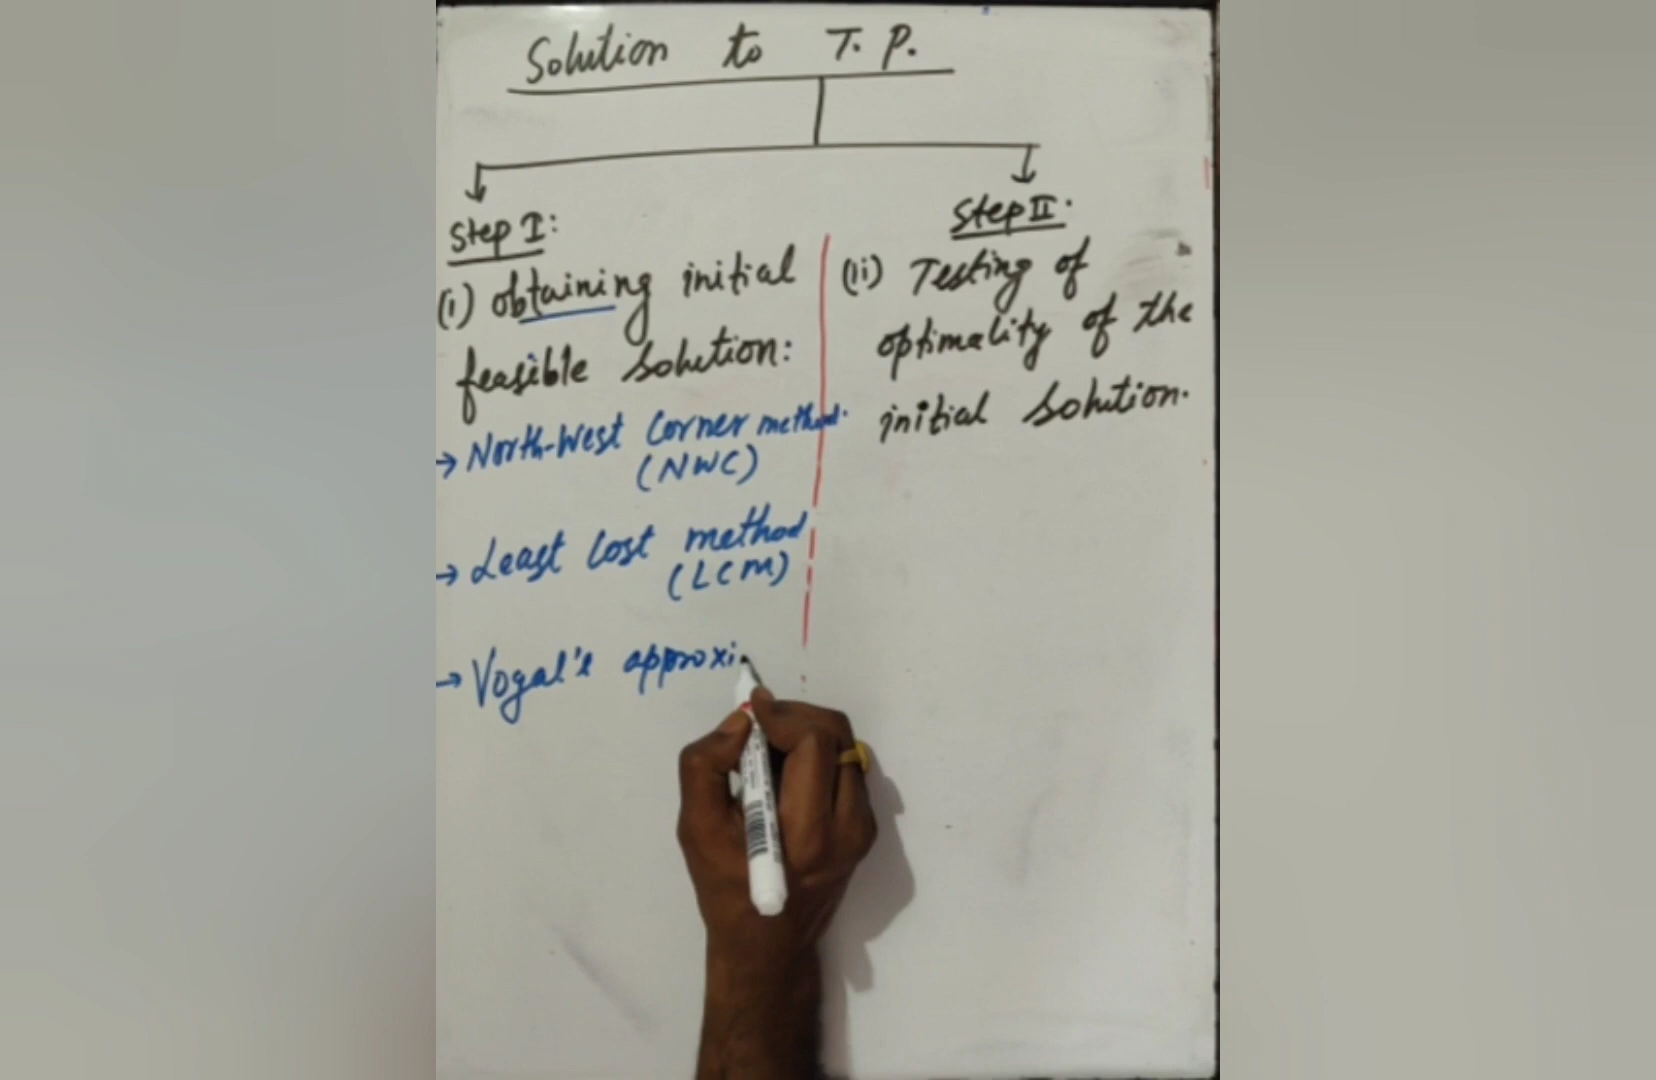 Solution to T. P.
Step I:
(i) obtaining initial
feasible solution:
→ North-West Corner method.
(NWC)
→ Least Cost method
(LCM)
→ Vogal's approxi
Step II.
(ii) Testing of
optimality of the
initial solution.